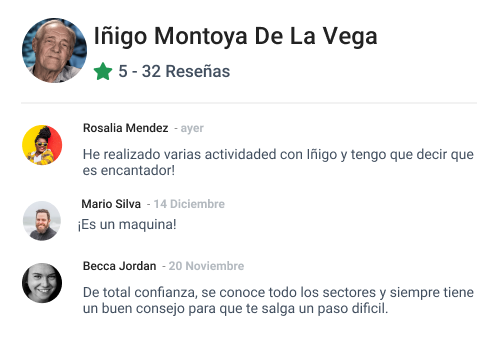 Iñigo Montoya De La Vega
5 - 32 Reseñas
Rosalia Mendez - ayer
He realizado varias actividaded con Iñigo y tengo que decir que
es encantador!
Mario Silva - 14 Diciembre
¡Es un maquina!
Becca Jordan - 20 Noviembre
De total confianza, se conoce todo los sectores y siempre tiene
un buen consejo para que te salga un paso dificil.